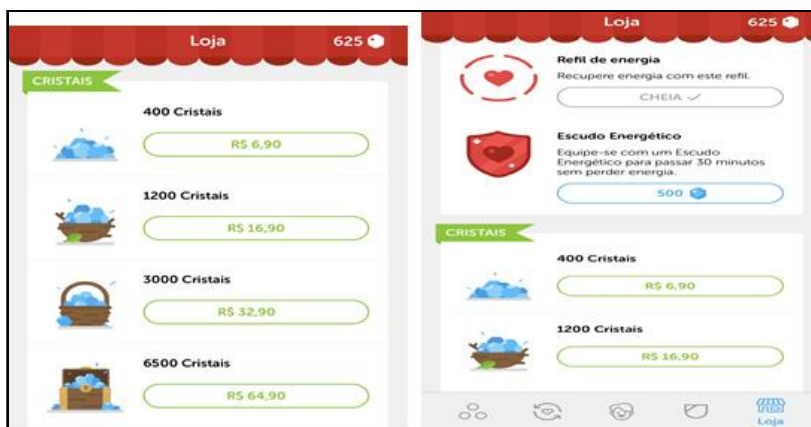 Loja
625
CRISTAIS
400 Cristais
R$ 6,90
1200 Cristais
R$ 16,90
3000 Cristais
R$ 32,90
6500 Cristais
R$ 64,90
Loja
625
Refil de energia
Recupere energia com este refil.
CHEIA ✓
Escudo Energético
Equipe-se com um Escudo
Energético para passar 30 minutos
sem perder energia.
500
CRISTAIS
400 Cristais
R$ 6,90
1200 Cristais
R$ 16,90
Loja